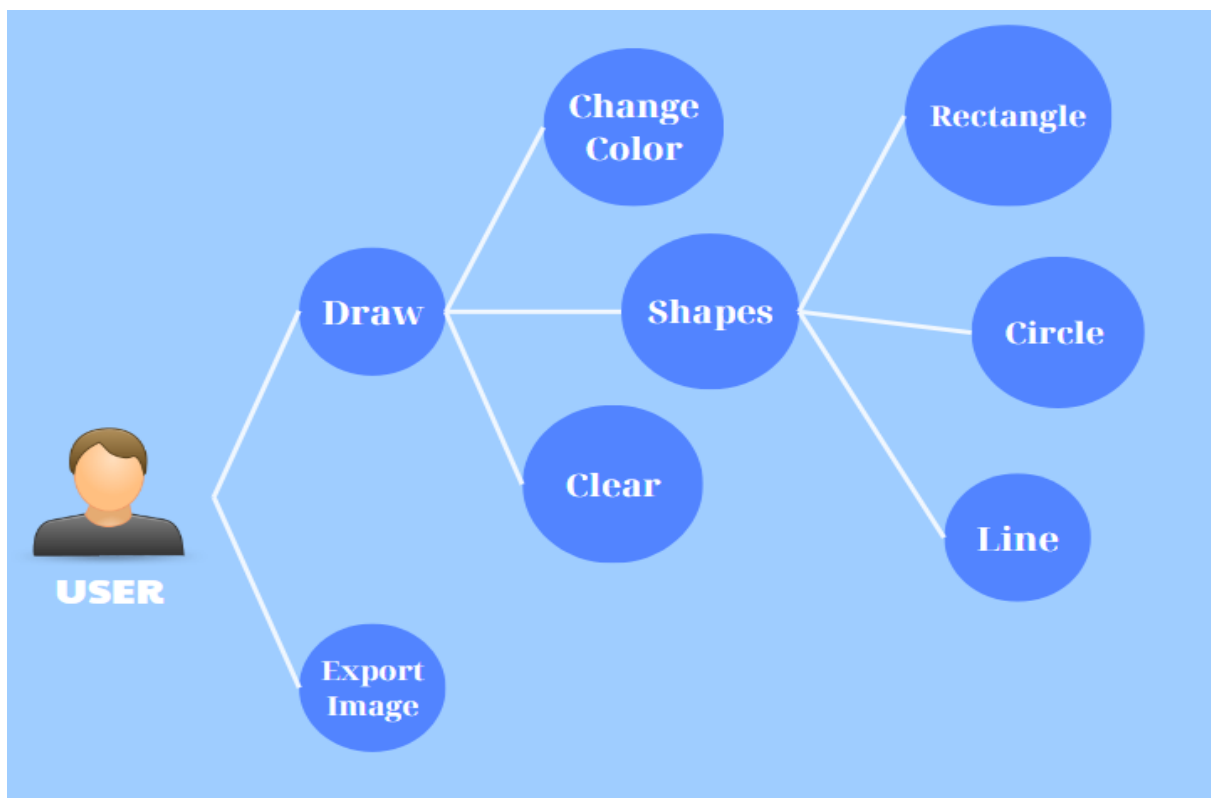 Change
Color
Rectangle
Draw
Shapes
Circle
Clear
Line
USER
Export
Image